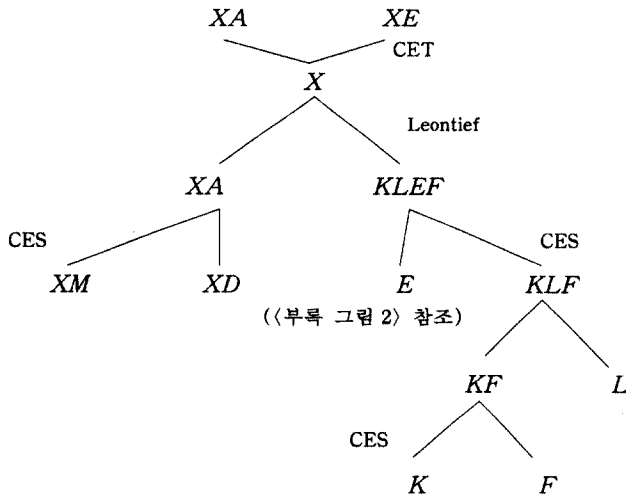 XA XE
CET
X
Leontief
XA KLEF
CES CES
XM XD E KLF
(〈부록 그림 2〉 참조)
KF L
CES
K F